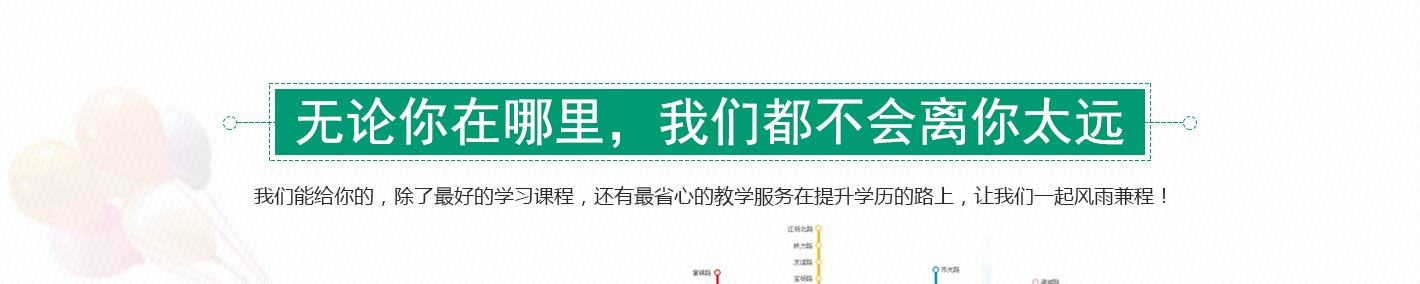 无论你在哪里，我们都不会离你太远
我们能给你的，除了最好的学习课程，还有最省心的教学服务在提升学历的路上，让我们一起风雨兼程！
江杨北路
铁力路
友谊路
富锦路
市光路
宝杨路